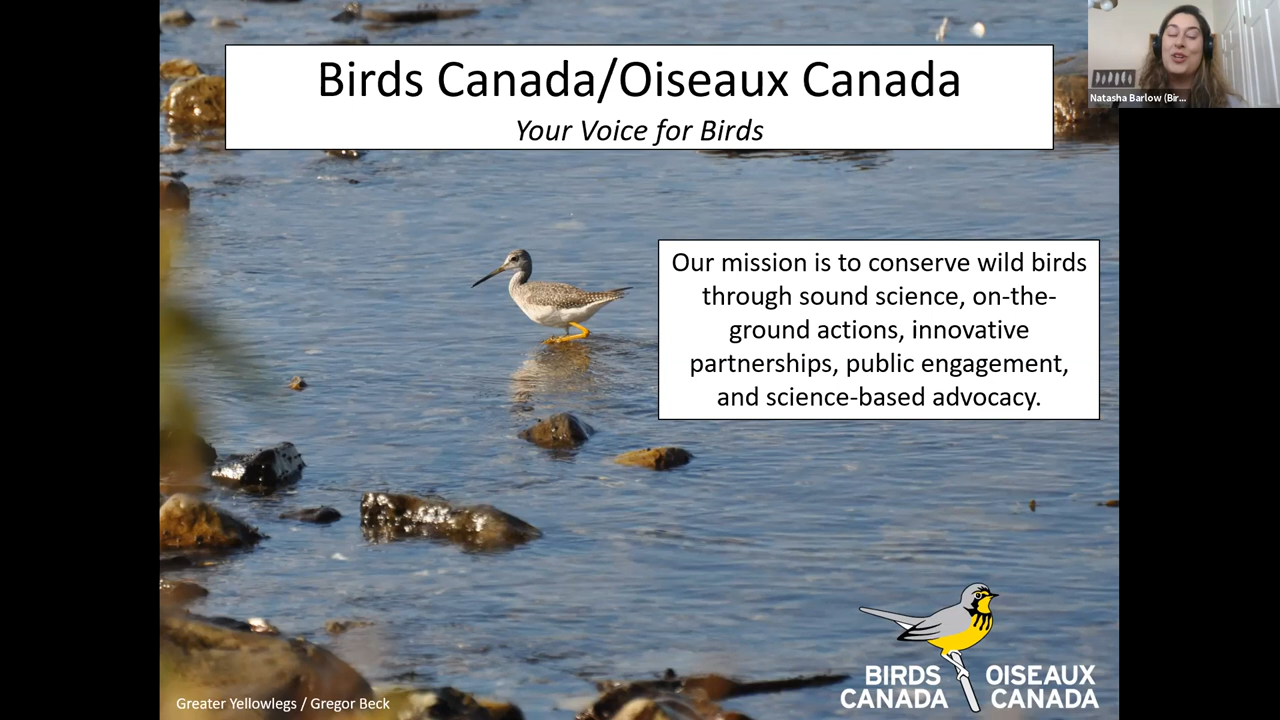 Birds Canada/Oiseaux Canada
Your Voice for Birds
Natasha Barlow (Bir...
Our mission is to conserve wild birds
through sound science, on-the-
ground actions, innovative
partnerships, public engagement,
and science-based advocacy.
BIRDS CANADA
OISEAUX CANADA
Greater Yellowlegs / Gregor Beck